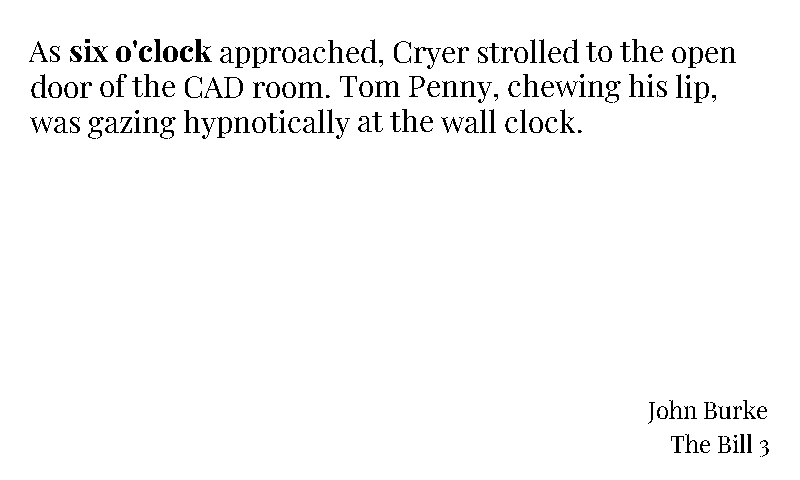 As six o'clock approached, Cryer strolled to the open
door of the CAD room. Tom Penny, chewing his lip,
was gazing hypnotically at the wall clock.
John Burke
The Bill 3